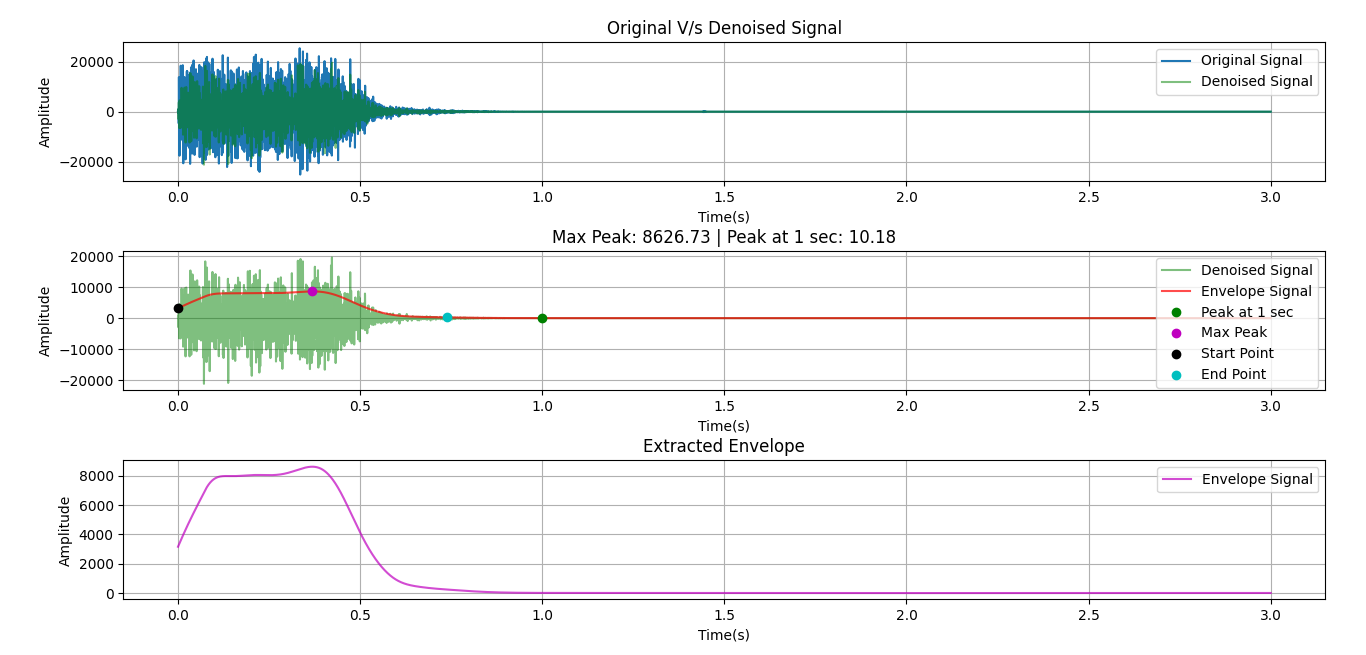 Original V/s Denoised Signal
Amplitude
20000
0
−20000
Original Signal
Denoised Signal
0.0 0.5 1.0 1.5 2.0 2.5 3.0
Time(s)
Max Peak: 8626.73 | Peak at 1 sec: 10.18
Amplitude
20000
10000
0
−10000
−20000
Denoised Signal
Envelope Signal
Peak at 1 sec
Max Peak
Start Point
End Point
0.0 0.5 1.0 1.5 2.0 2.5 3.0
Time(s)
Extracted Envelope
Amplitude
8000
6000
4000
2000
0
Envelope Signal
0.0 0.5 1.0 1.5 2.0 2.5 3.0
Time(s)